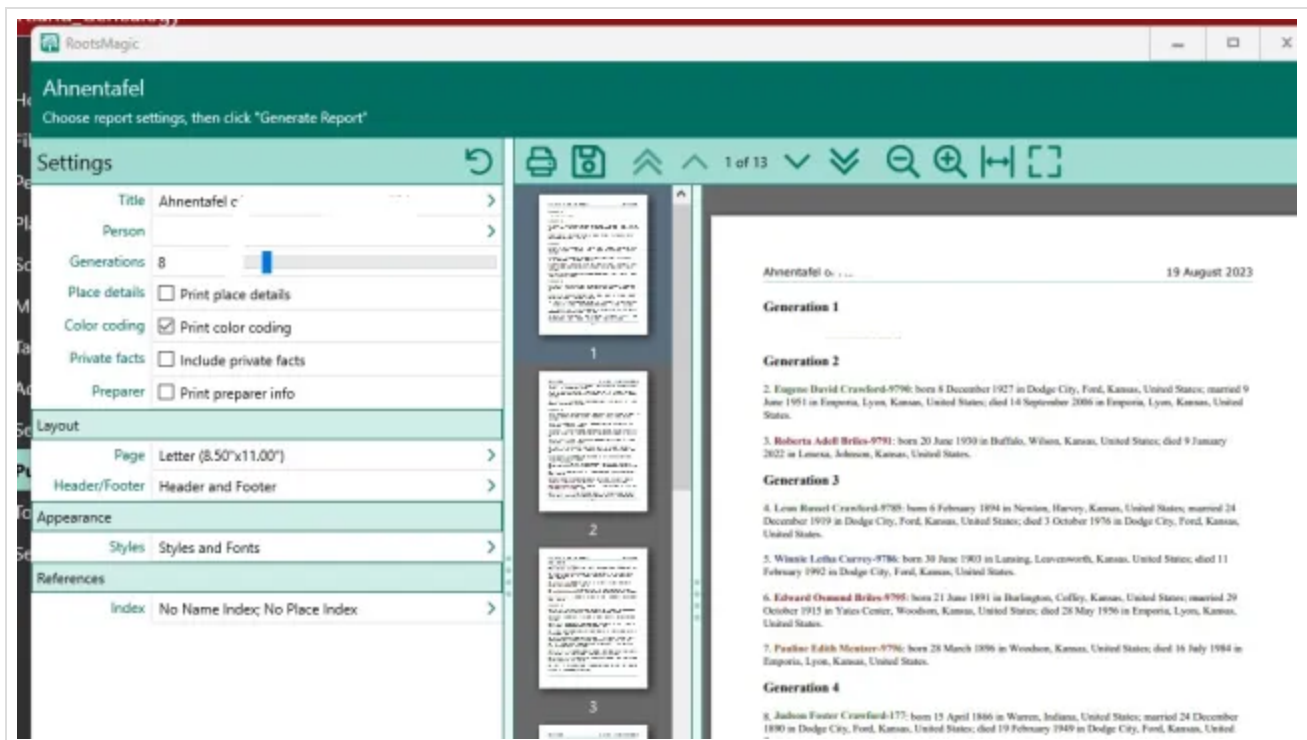 RootsMagic
Ahnentafel
Choose report settings, then click "Generate Report"
Settings
1 of 13
Title Ahnentafel
Person
Generations 8
Place details Print place details
Color coding Print color coding
Private facts Include private facts
Preparer Print preparer info
Layout
Page Letter (8.50"x11.00")
Header/Footer Header and Footer
Appearance
Styles Styles and Fonts
References
Index No Name Index; No Place Index
1
2
3
Ahnentafel 19 August 2023
Generation 1
Generation 2
2. Eugene David Crawford-9790: born 8 December 1927 in Dodge City, Ford, Kansas, United States; married 9
June 1951 in Emporia, Lyon, Kansas, United States; died 14 September 2006 in Emporia, Lyon, Kansas, United
States.
3. Roberta Adell Briles-9791: born 20 June 1930 in Buffalo, Wilson, Kansas, United States; died 9 January
2022 in Lenexa, Johnson, Kansas, United States.
Generation 3
4. Leon Russel Crawford-9785: born 6 February 1894 in Newton, Harvey, Kansas, United States; married 24
December 1919 in Dodge City, Ford, Kansas, United States; died 3 October 1976 in Dodge City, Ford, Kansas,
United States.
5. Winnie Letha Currey-9786: born 30 June 1903 in Lansing, Leavenworth, Kansas, United States; died 11
February 1992 in Dodge City, Ford, Kansas, United States.
6. Edward Osmond Briles-9795: born 21 June 1891 in Burlington, Coffey, Kansas, United States; married 29
October 1915 in Yates Center, Woodson, Kansas, United States; died 28 May 1956 in Emporia, Lyon, Kansas,
United States.
7. Pauline Edith Mentzer-9796: born 28 March 1896 in Woodson, Kansas, United States; died 16 July 1984 in
Emporia, Lyon, Kansas, United States.
Generation 4
8. Judson Foster Crawford-177: born 15 April 1866 in Warren, Indiana, United States; married 24 December
1890 in Dodge City, Ford, Kansas, United States; died 19 February 1949 in Dodge City, Ford, Kansas, United